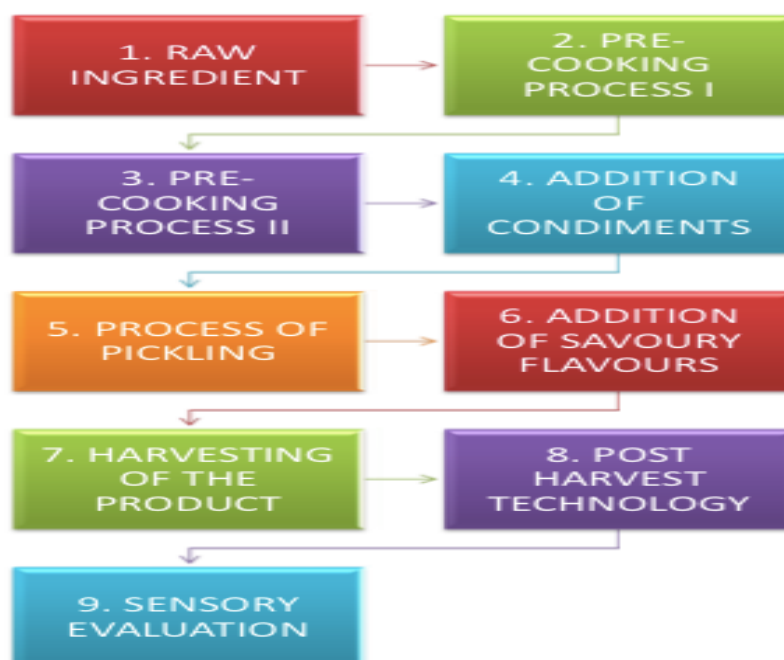 1. RAW
INGREDIENT
2. PRE-
COOKING
PROCESS I
3. PRE-
COOKING
PROCESS II
4. ADDITION
OF
CONDIMENTS
5. PROCESS OF
PICKLING
6. ADDITION
OF SAVOURY
FLAVOURS
7. HARVESTING
OF THE
PRODUCT
8. POST
HARVEST
TECHNOLOGY
9. SENSORY
EVALUATION